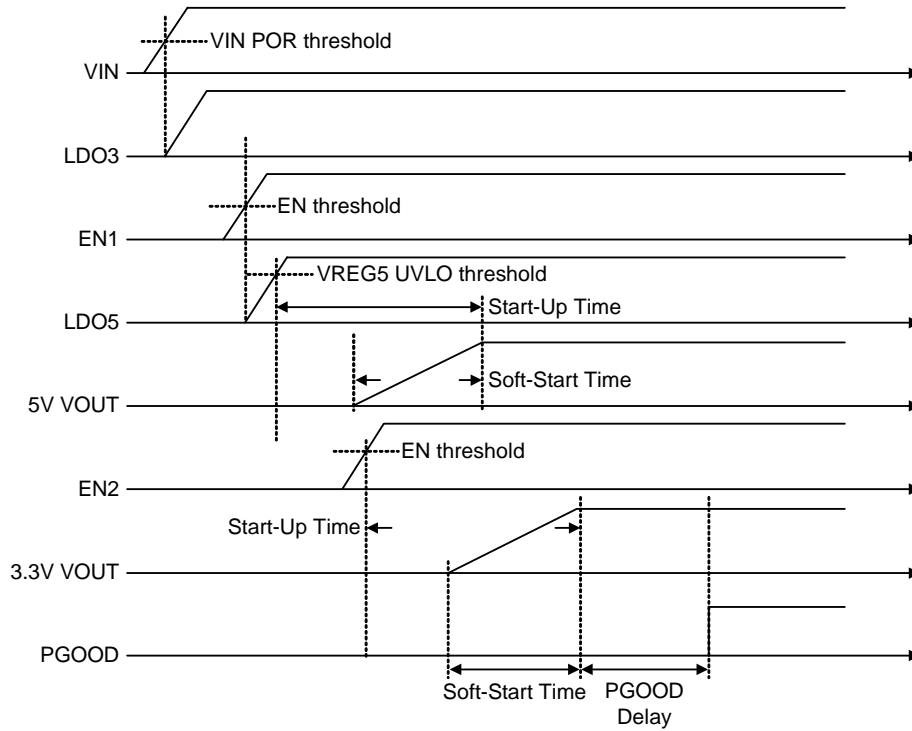 VIN POR threshold
VIN
LDO3
EN threshold
EN1
VREG5 UVLO threshold
Start-Up Time
LDO5
Soft-Start Time
5V VOUT
EN threshold
EN2
Start-Up Time
3.3V VOUT
PGOOD
Soft-Start Time
PGOOD
Delay